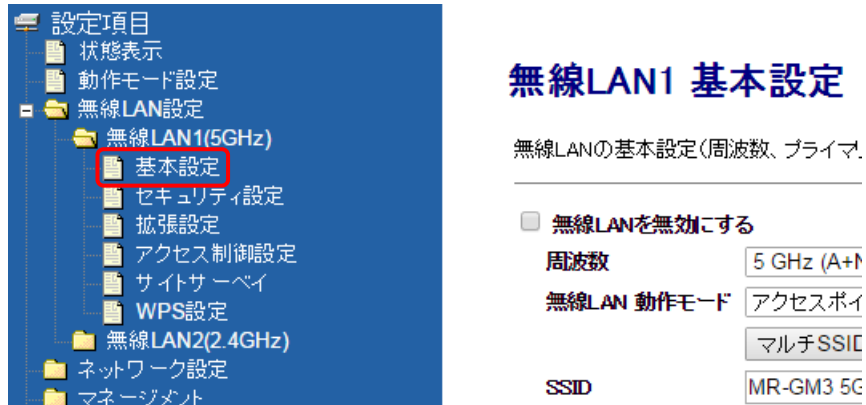 設定項目
状態表示
動作モード設定
無線LAN設定
無線LAN1(5GHz)
基本設定
セキュリティ設定
拡張設定
アクセス制御設定
サイトサーベイ
WPS設定
無線LAN2(2.4GHz)
ネットワーク設定
マネージメント
無線LAN1 基本設定
無線LANの基本設定(周波数、プライマ
無線LANを無効にする
周波数 5 GHz (A+N
無線LAN 動作モード アクセスポイ
マルチSSID
SSID MR-GM3 5G